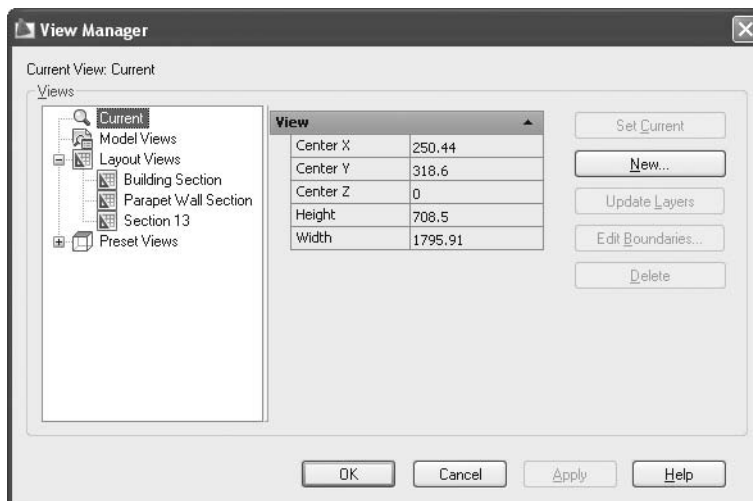 View Manager
Current View: Current
Views
Current
Model Views
Layout Views
Building Section
Parapet Wall Section
Section 13
Preset Views
View
Center X 250.44
Center Y 318.6
Center Z 0
Height 708.5
Width 1795.91
Set Current
New...
Update Layers
Edit Boundaries...
Delete
OK Cancel Apply Help